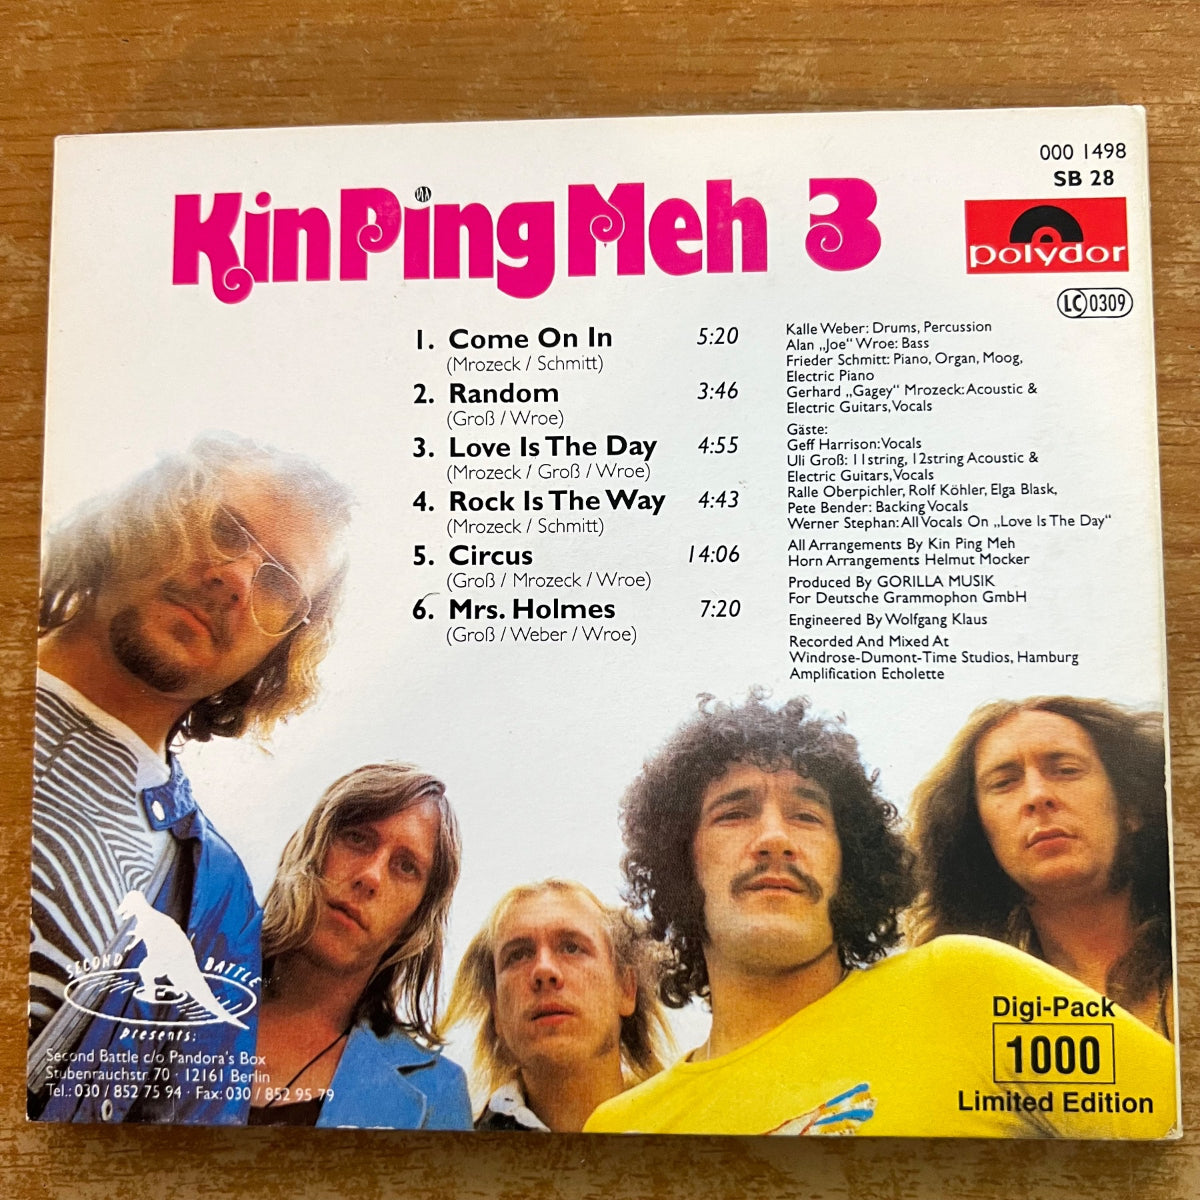 000 1498
SB 28
Kin Ping Meh 3
polydor
LC 0309
1. Come On In 5:20
(Mrozeck / Schmitt)
2. Random 3:46
(Groß / Wroe)
3. Love Is The Day 4:55
(Mrozeck / Groß / Wroe)
4. Rock Is The Way 4:43
(Mrozeck / Schmitt)
5. Circus 14:06
(Groß / Mrozeck / Wroe)
6. Mrs. Holmes 7:20
(Groß / Weber / Wroe)
Kalle Weber: Drums, Percussion
Alan „Joe“ Wroe: Bass
Frieder Schmitt: Piano, Organ, Moog,
Electric Piano
Gerhard „Gagey“ Mrozeck: Acoustic &
Electric Guitars, Vocals
Gäste:
Geff Harrison: Vocals
Uli Groß: 11string, 12string Acoustic &
Electric Guitars, Vocals
Ralle Oberpichler, Rolf Köhler, Elga Blask,
Pete Bender: Backing Vocals
Werner Stephan: All Vocals On „Love Is The Day“
All Arrangements By Kin Ping Meh
Horn Arrangements Helmut Mocker
Produced By GORILLA MUSIK
For Deutsche Grammophon GmbH
Engineered By Wolfgang Klaus
Recorded And Mixed At
Windrose-Dumont-Time Studios, Hamburg
Amplification Echolette
SECOND BATTLE
presents:
Second Battle c/o Pandora's Box
Stubenrauchstr. 70 · 12161 Berlin
Tel.: 030 / 852 75 94 · Fax: 030 / 852 95 79
Digi-Pack
1000
Limited Edition